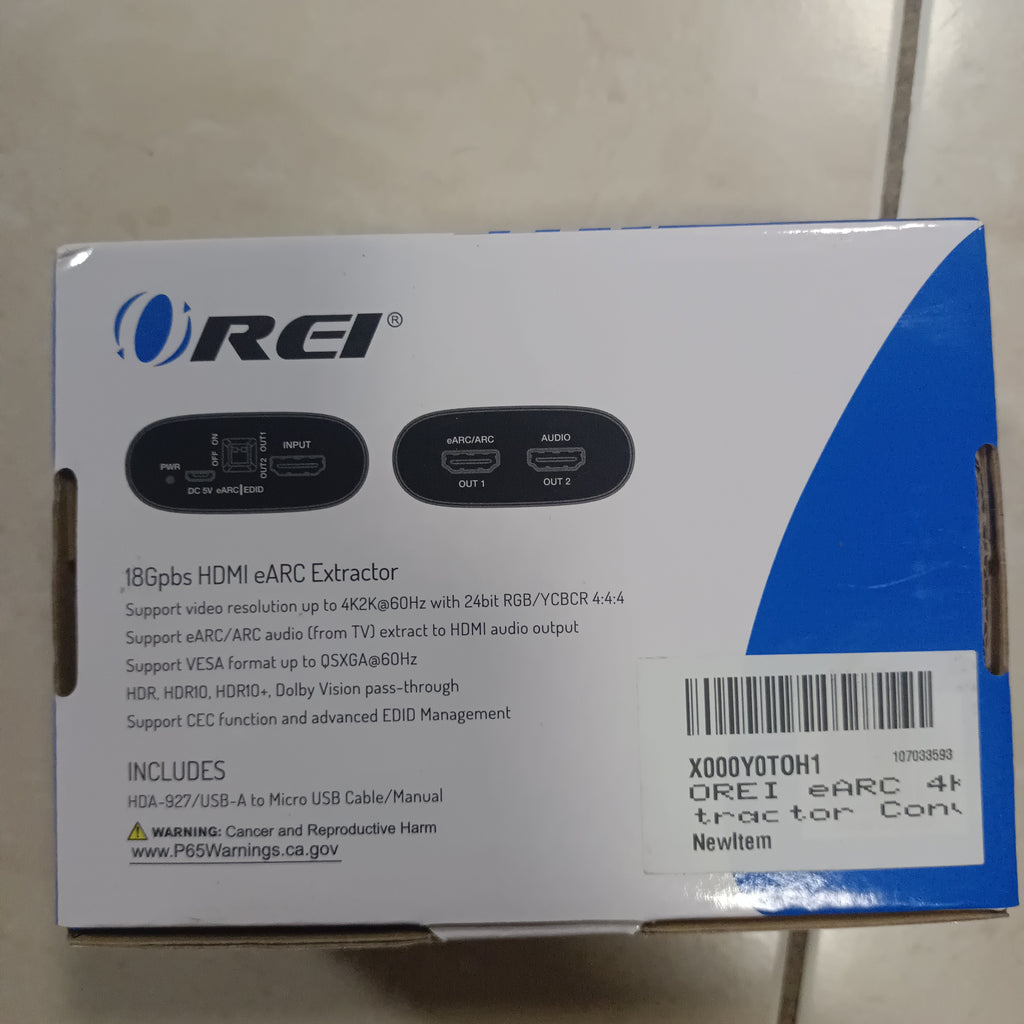 OREI®
PWR
OFF ON
OUT2 OUT1
INPUT
DC 5V eARC|EDID
eARC/ARC
OUT 1
AUDIO
OUT 2
18Gpbs HDMI eARC Extractor
Support video resolution up to 4K2K@60Hz with 24bit RGB/YCBCR 4:4:4
Support eARC/ARC audio (from TV) extract to HDMI audio output
Support VESA format up to QSXGA@60Hz
HDR, HDR10, HDR10+, Dolby Vision pass-through
Support CEC function and advanced EDID Management
INCLUDES
HDA-927/USB-A to Micro USB Cable/Manual
WARNING: Cancer and Reproductive Harm
www.P65Warnings.ca.gov
X000Y0TOH1 107033593
OREI eARC 4K
tractor Conv
NewItem